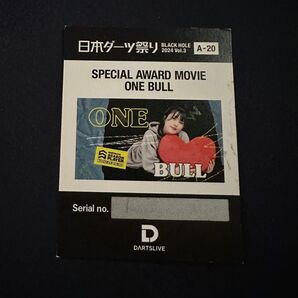 日本ダーツ祭り
BLACK HOLE
2024 Vol.3
A-20
SPECIAL AWARD MOVIE
ONE BULL
ONE
BULL
Serial no.
DARTSLIVE